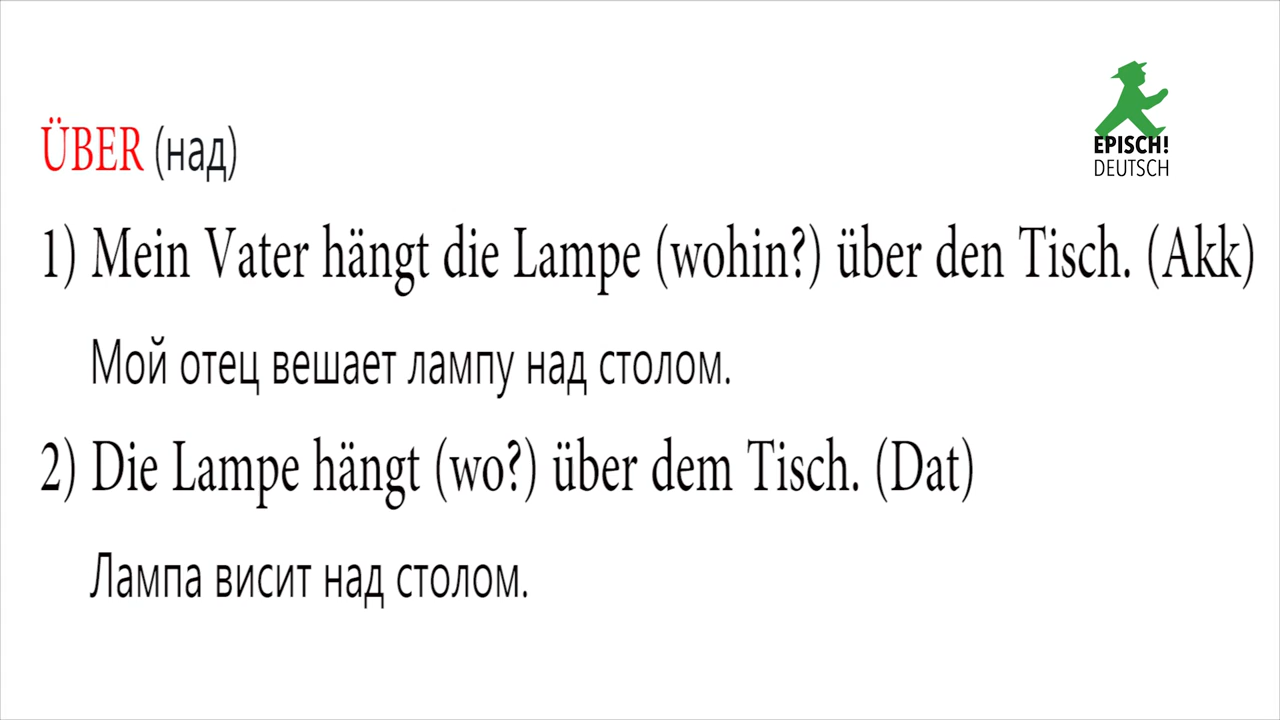 EPISCH!
DEUTSCH
ÜBER (над)
1) Mein Vater hängt die Lampe (wohin?) über den Tisch. (Akk)
Мой отец вешает лампу над столом.
2) Die Lampe hängt (wo?) über dem Tisch. (Dat)
Лампа висит над столом.